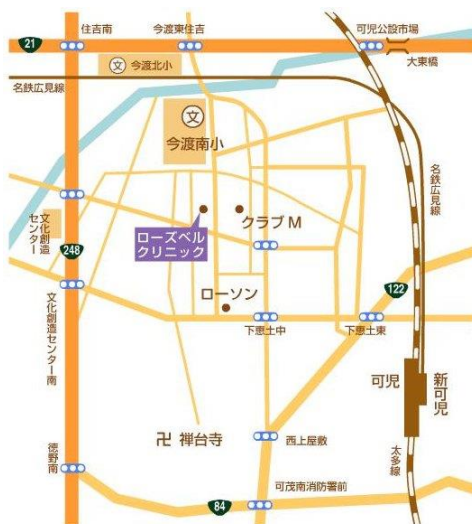 住吉南
今渡東住吉
可児公設市場
21
文 今渡北小
大東橋
名鉄広見線
文
今渡南小
名鉄広見線
文化創造
センター
クラブM
ローズベル
クリニック
248
ローソン
122
文化創造センター南
下恵土中
下恵土東
可児
新可児
卍 禅台寺
西上屋敷
徳野南
太多線
可茂南消防署前
84